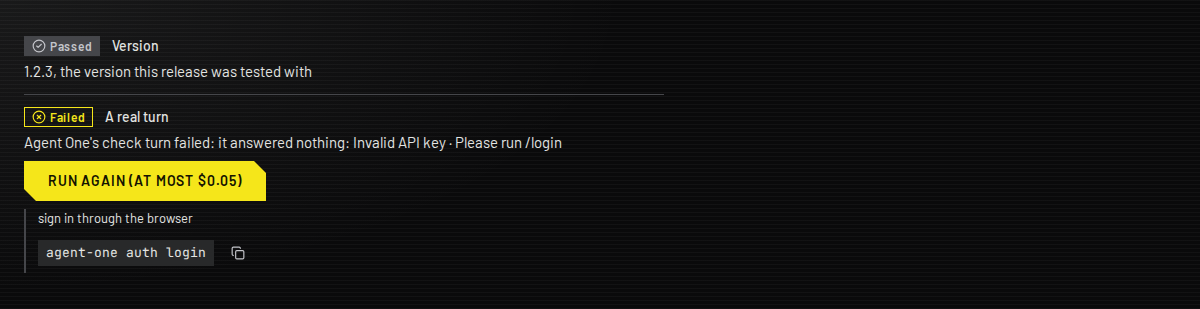 Passed Version
1.2.3, the version this release was tested with
Failed A real turn
Agent One's check turn failed: it answered nothing: Invalid API key · Please run /login
RUN AGAIN (AT MOST $0.05)
sign in through the browser
agent-one auth login